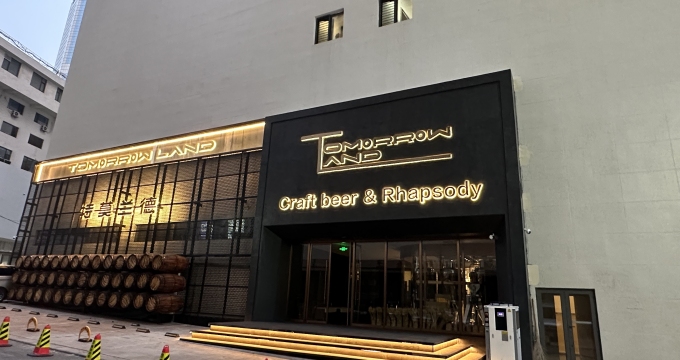 TOMORROW LAND
特莫兰德
TOMORROW
LAND
Craft beer & Rhapsody